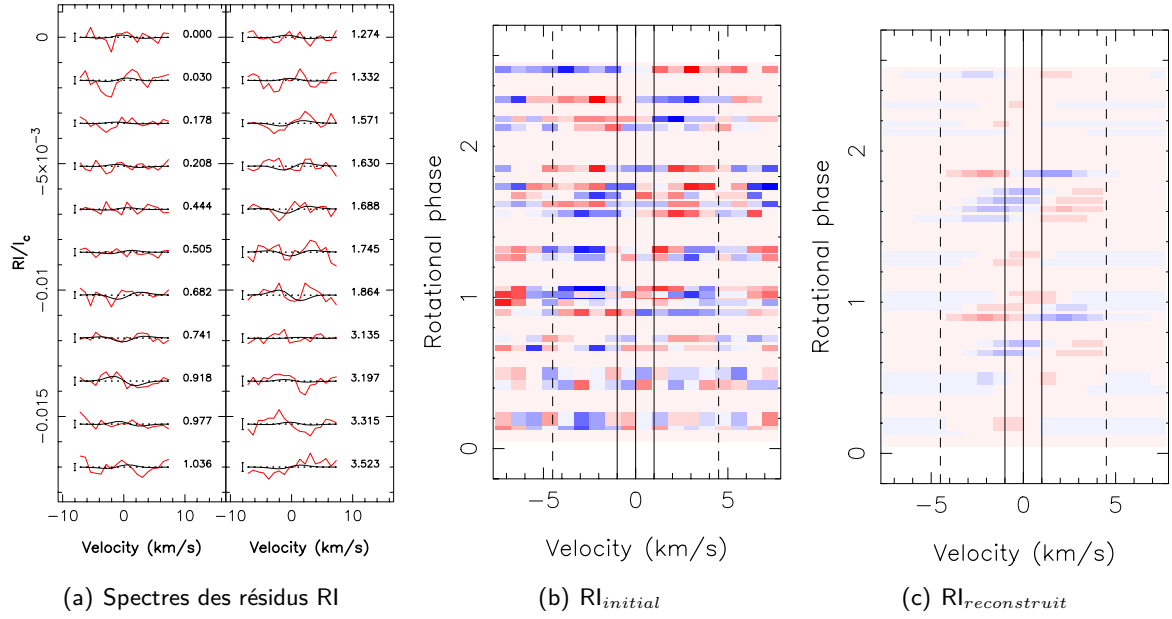 0
−5×10⁻³
−0.01
−0.015
RI/I_c
0.000
0.030
0.178
0.208
0.444
0.505
0.682
0.741
0.918
0.977
1.036
1.274
1.332
1.571
1.630
1.688
1.745
1.864
3.135
3.197
3.315
3.523
−10 0 10
−10 0 10
Velocity (km/s) Velocity (km/s)
(a) Spectres des résidus RI
Rotational phase
2
1
0
−5 0 5
Velocity (km/s)
(b) RI_initial
Rotational phase
2
1
0
−5 0 5
Velocity (km/s)
(c) RI_reconstruit